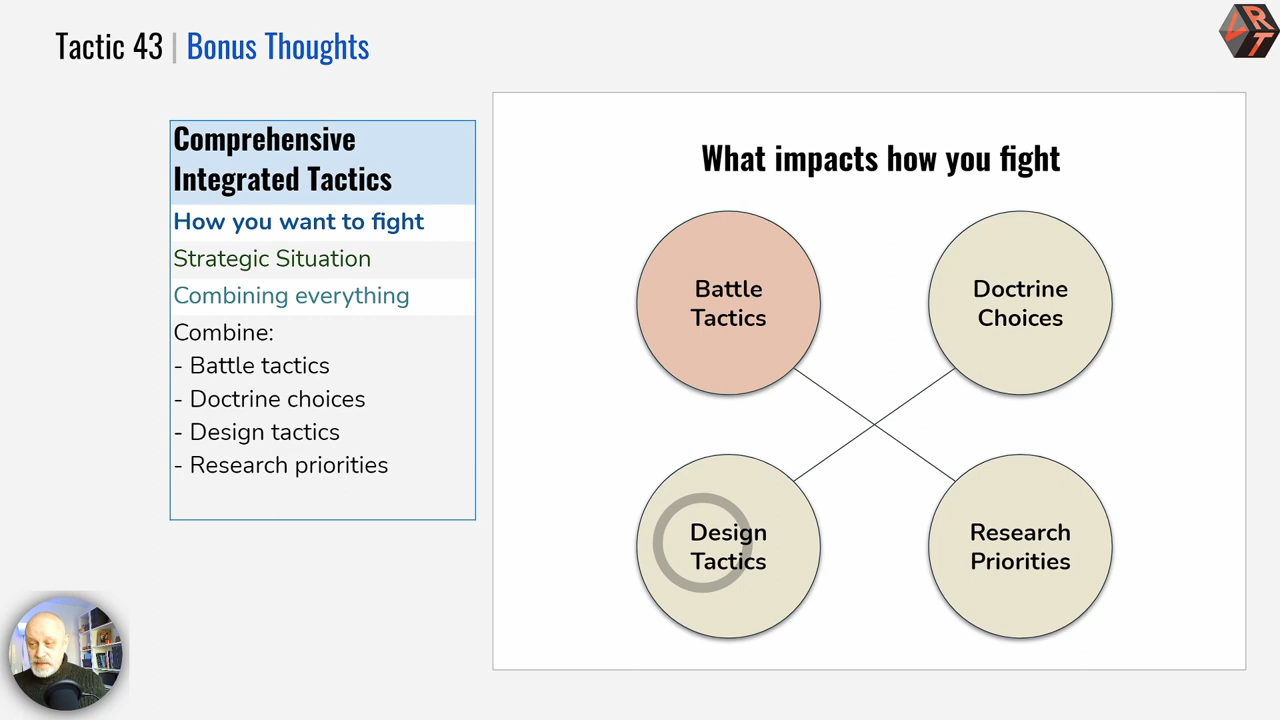 Tactic 43 | Bonus Thoughts
LRT
Comprehensive
Integrated Tactics
How you want to fight
Strategic Situation
Combining everything
Combine:
- Battle tactics
- Doctrine choices
- Design tactics
- Research priorities
What impacts how you fight
Battle
Tactics
Doctrine
Choices
Design
Tactics
Research
Priorities